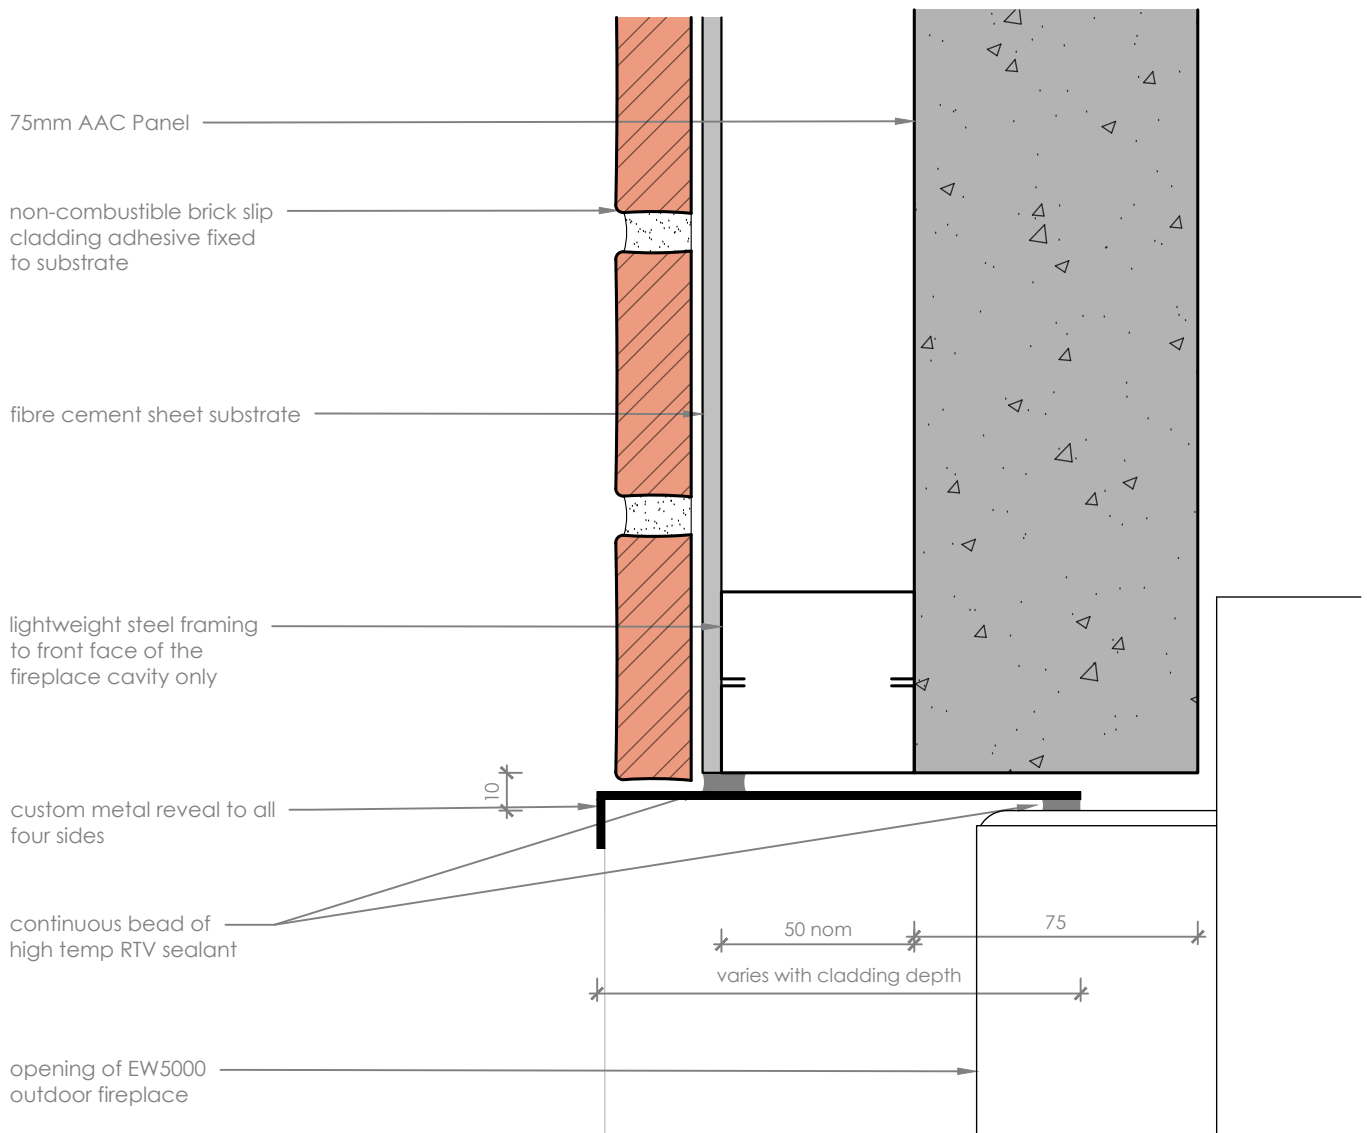 75mm AAC Panel
non-combustible brick slip
cladding adhesive fixed
to substrate
fibre cement sheet substrate
lightweight steel framing
to front face of the
fireplace cavity only
10
custom metal reveal to all
four sides
continuous bead of
high temp RTV sealant
50 nom
75
varies with cladding depth
opening of EW5000
outdoor fireplace